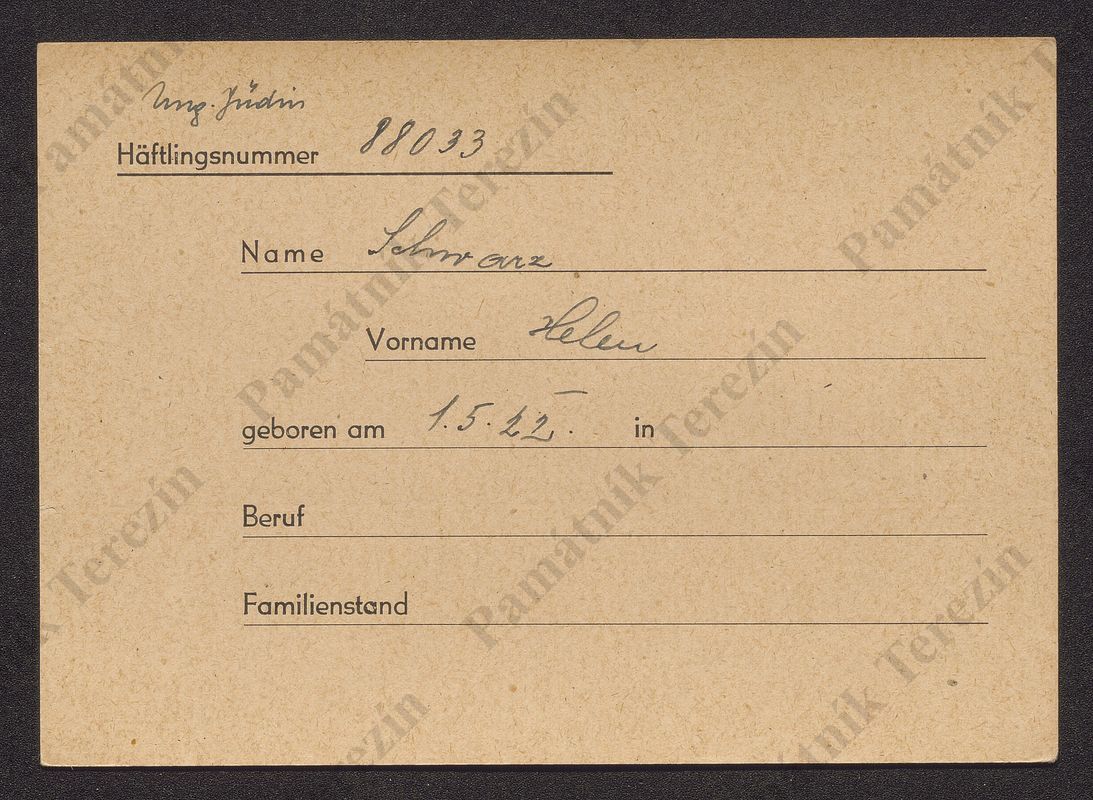 Ung. Jüdin
Häftlingsnummer 88033
Name Schwarz
Vorname Helen
geboren am 1.5.22. in
Beruf
Familienstand
Památník Terezín